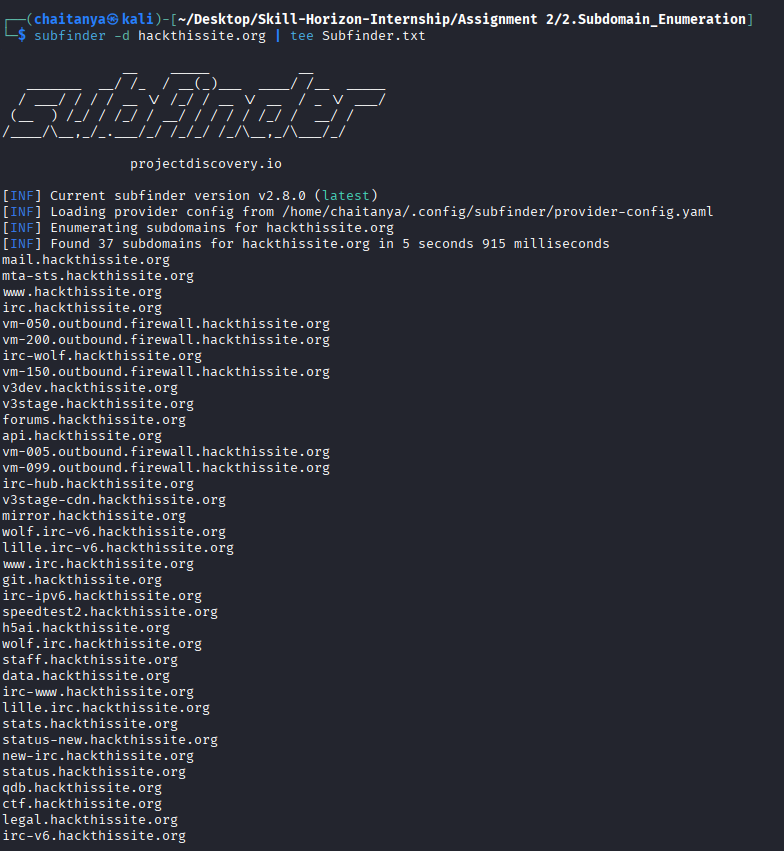 ┌──(chaitanya㉿kali)-[~/Desktop/Skill-Horizon-Internship/Assignment 2/2.Subdomain_Enumeration]
└─$ subfinder -d hackthissite.org | tee Subfinder.txt
subfinder
projectdiscovery.io
[INF] Current subfinder version v2.8.0 (latest)
[INF] Loading provider config from /home/chaitanya/.config/subfinder/provider-config.yaml
[INF] Enumerating subdomains for hackthissite.org
[INF] Found 37 subdomains for hackthissite.org in 5 seconds 915 milliseconds
mail.hackthissite.org
mta-sts.hackthissite.org
www.hackthissite.org
irc.hackthissite.org
vm-050.outbound.firewall.hackthissite.org
vm-200.outbound.firewall.hackthissite.org
irc-wolf.hackthissite.org
vm-150.outbound.firewall.hackthissite.org
v3dev.hackthissite.org
v3stage.hackthissite.org
forums.hackthissite.org
api.hackthissite.org
vm-005.outbound.firewall.hackthissite.org
vm-099.outbound.firewall.hackthissite.org
irc-hub.hackthissite.org
v3stage-cdn.hackthissite.org
mirror.hackthissite.org
wolf.irc-v6.hackthissite.org
lille.irc-v6.hackthissite.org
www.irc.hackthissite.org
git.hackthissite.org
irc-ipv6.hackthissite.org
speedtest2.hackthissite.org
h5ai.hackthissite.org
wolf.irc.hackthissite.org
staff.hackthissite.org
data.hackthissite.org
irc-www.hackthissite.org
lille.irc.hackthissite.org
stats.hackthissite.org
status-new.hackthissite.org
new-irc.hackthissite.org
status.hackthissite.org
qdb.hackthissite.org
ctf.hackthissite.org
legal.hackthissite.org
irc-v6.hackthissite.org